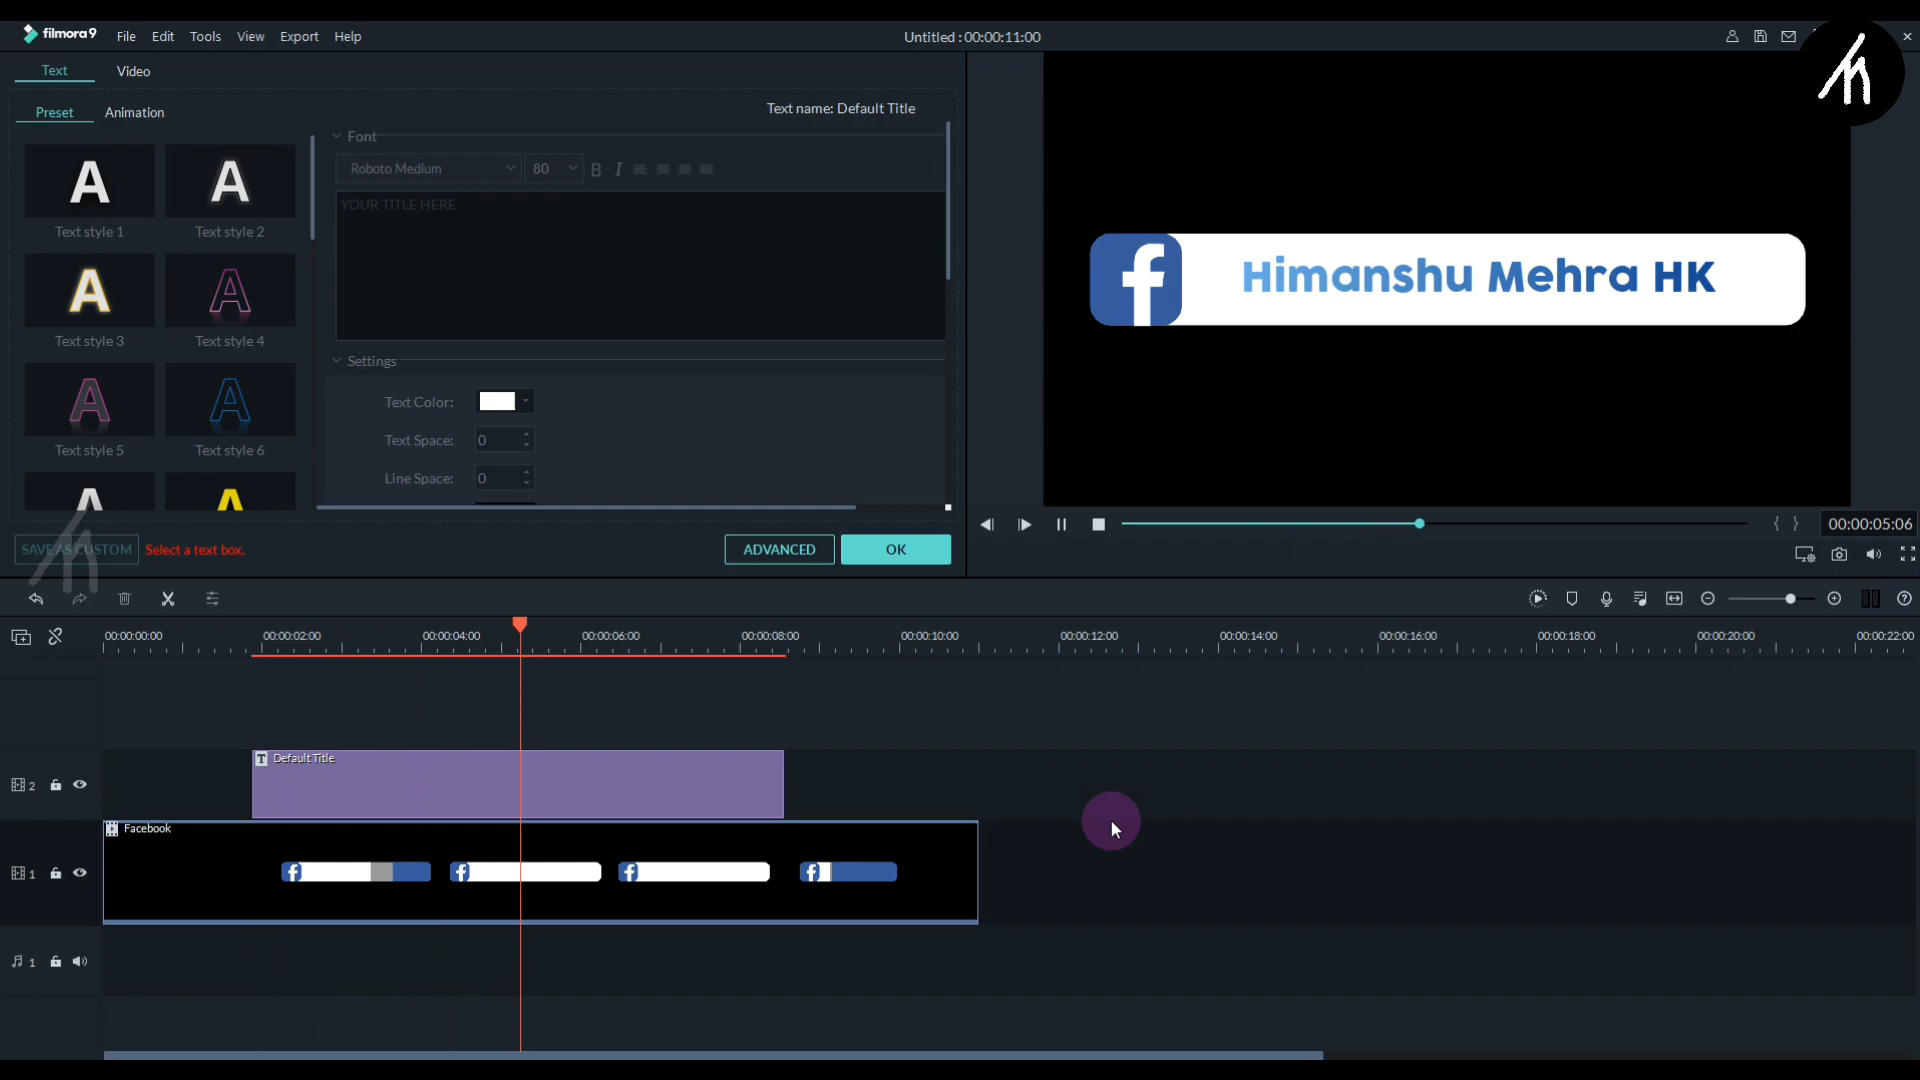 filmora9 File Edit Tools View Export Help Untitled : 00:00:11:00
Text Video
Preset Animation Text name: Default Title
Font
Roboto Medium 80 B I
YOUR TITLE HERE
A A
Text style 1 Text style 2
A A
Text style 3 Text style 4
A A
Text style 5 Text style 6
A A
Settings
Text Color:
Text Space: 0
Line Space: 0
SAVE AS CUSTOM Select a text box. ADVANCED OK
f Himanshu Mehra HK
{ } 00:00:05:06
00:00:00:00 00:00:02:00 00:00:04:00 00:00:06:00 00:00:08:00 00:00:10:00 00:00:12:00 00:00:14:00 00:00:16:00 00:00:18:00 00:00:20:00 00:00:22:00
2 T Default Title
Facebook
1 f f f f
1